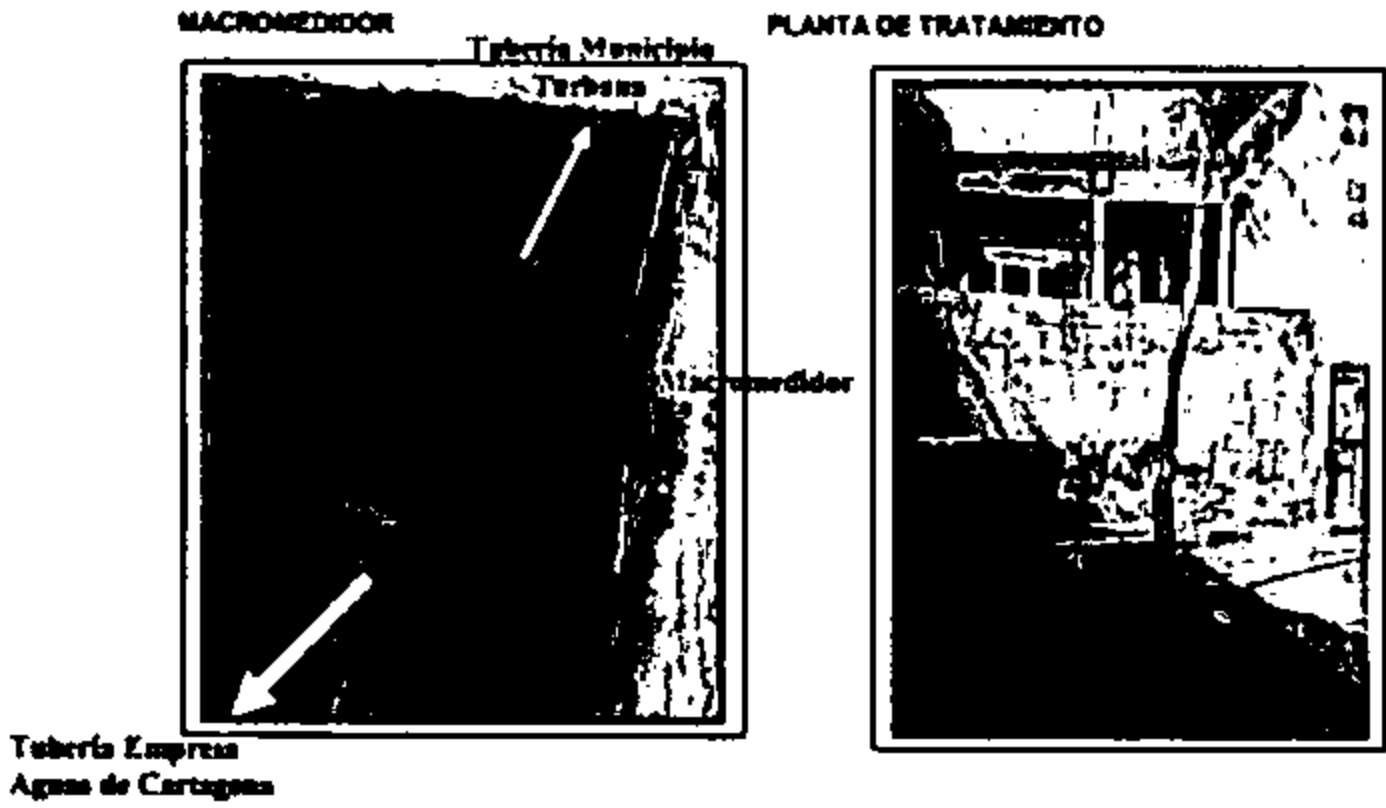 MACROMEDIDOR
PLANTA DE TRATAMIENTO
Tubería Municipio
Turbana
Macromedidor
Tubería Empresa
Aguas de Cartagena